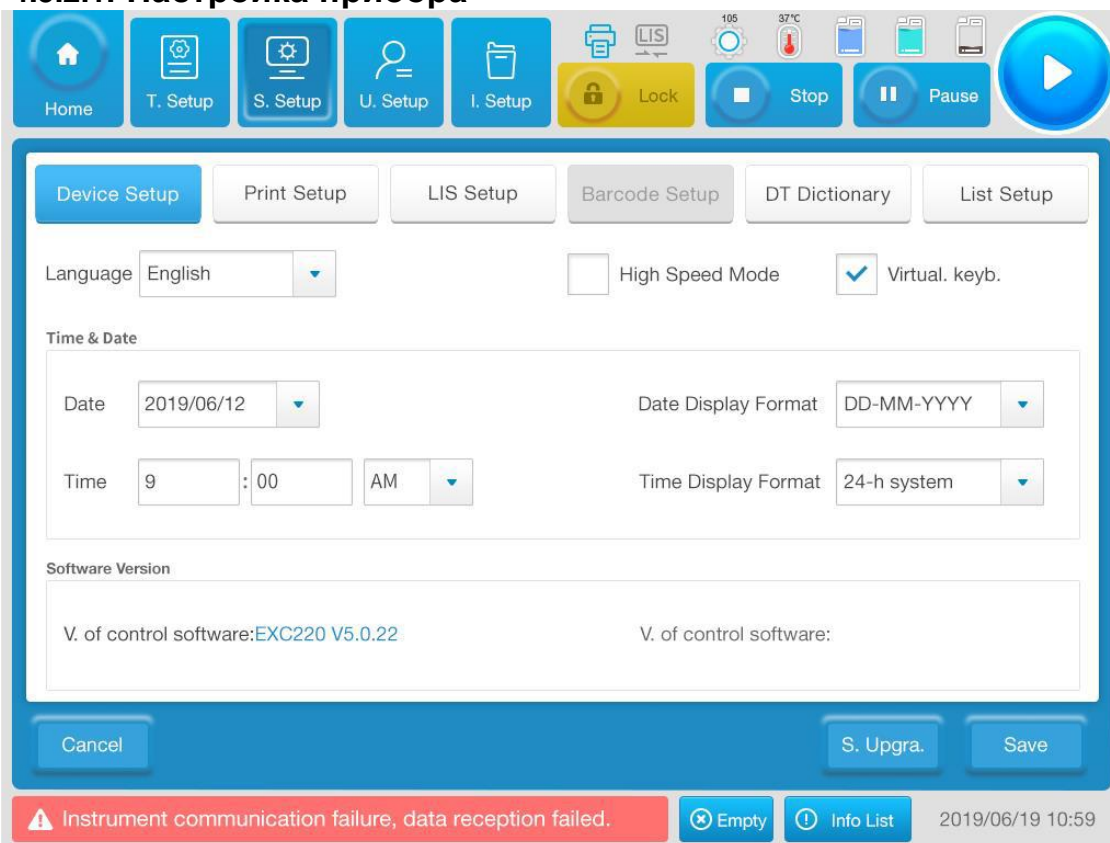 105 37°C
LIS
Home T. Setup S. Setup U. Setup I. Setup Lock Stop Pause
Device Setup Print Setup LIS Setup Barcode Setup DT Dictionary List Setup
Language English High Speed Mode Virtual. keyb.
Time & Date
Date 2019/06/12 Date Display Format DD-MM-YYYY
Time 9 : 00 AM Time Display Format 24-h system
Software Version
V. of control software:EXC220 V5.0.22 V. of control software:
Cancel S. Upgra. Save
Instrument communication failure, data reception failed. Empty Info List 2019/06/19 10:59